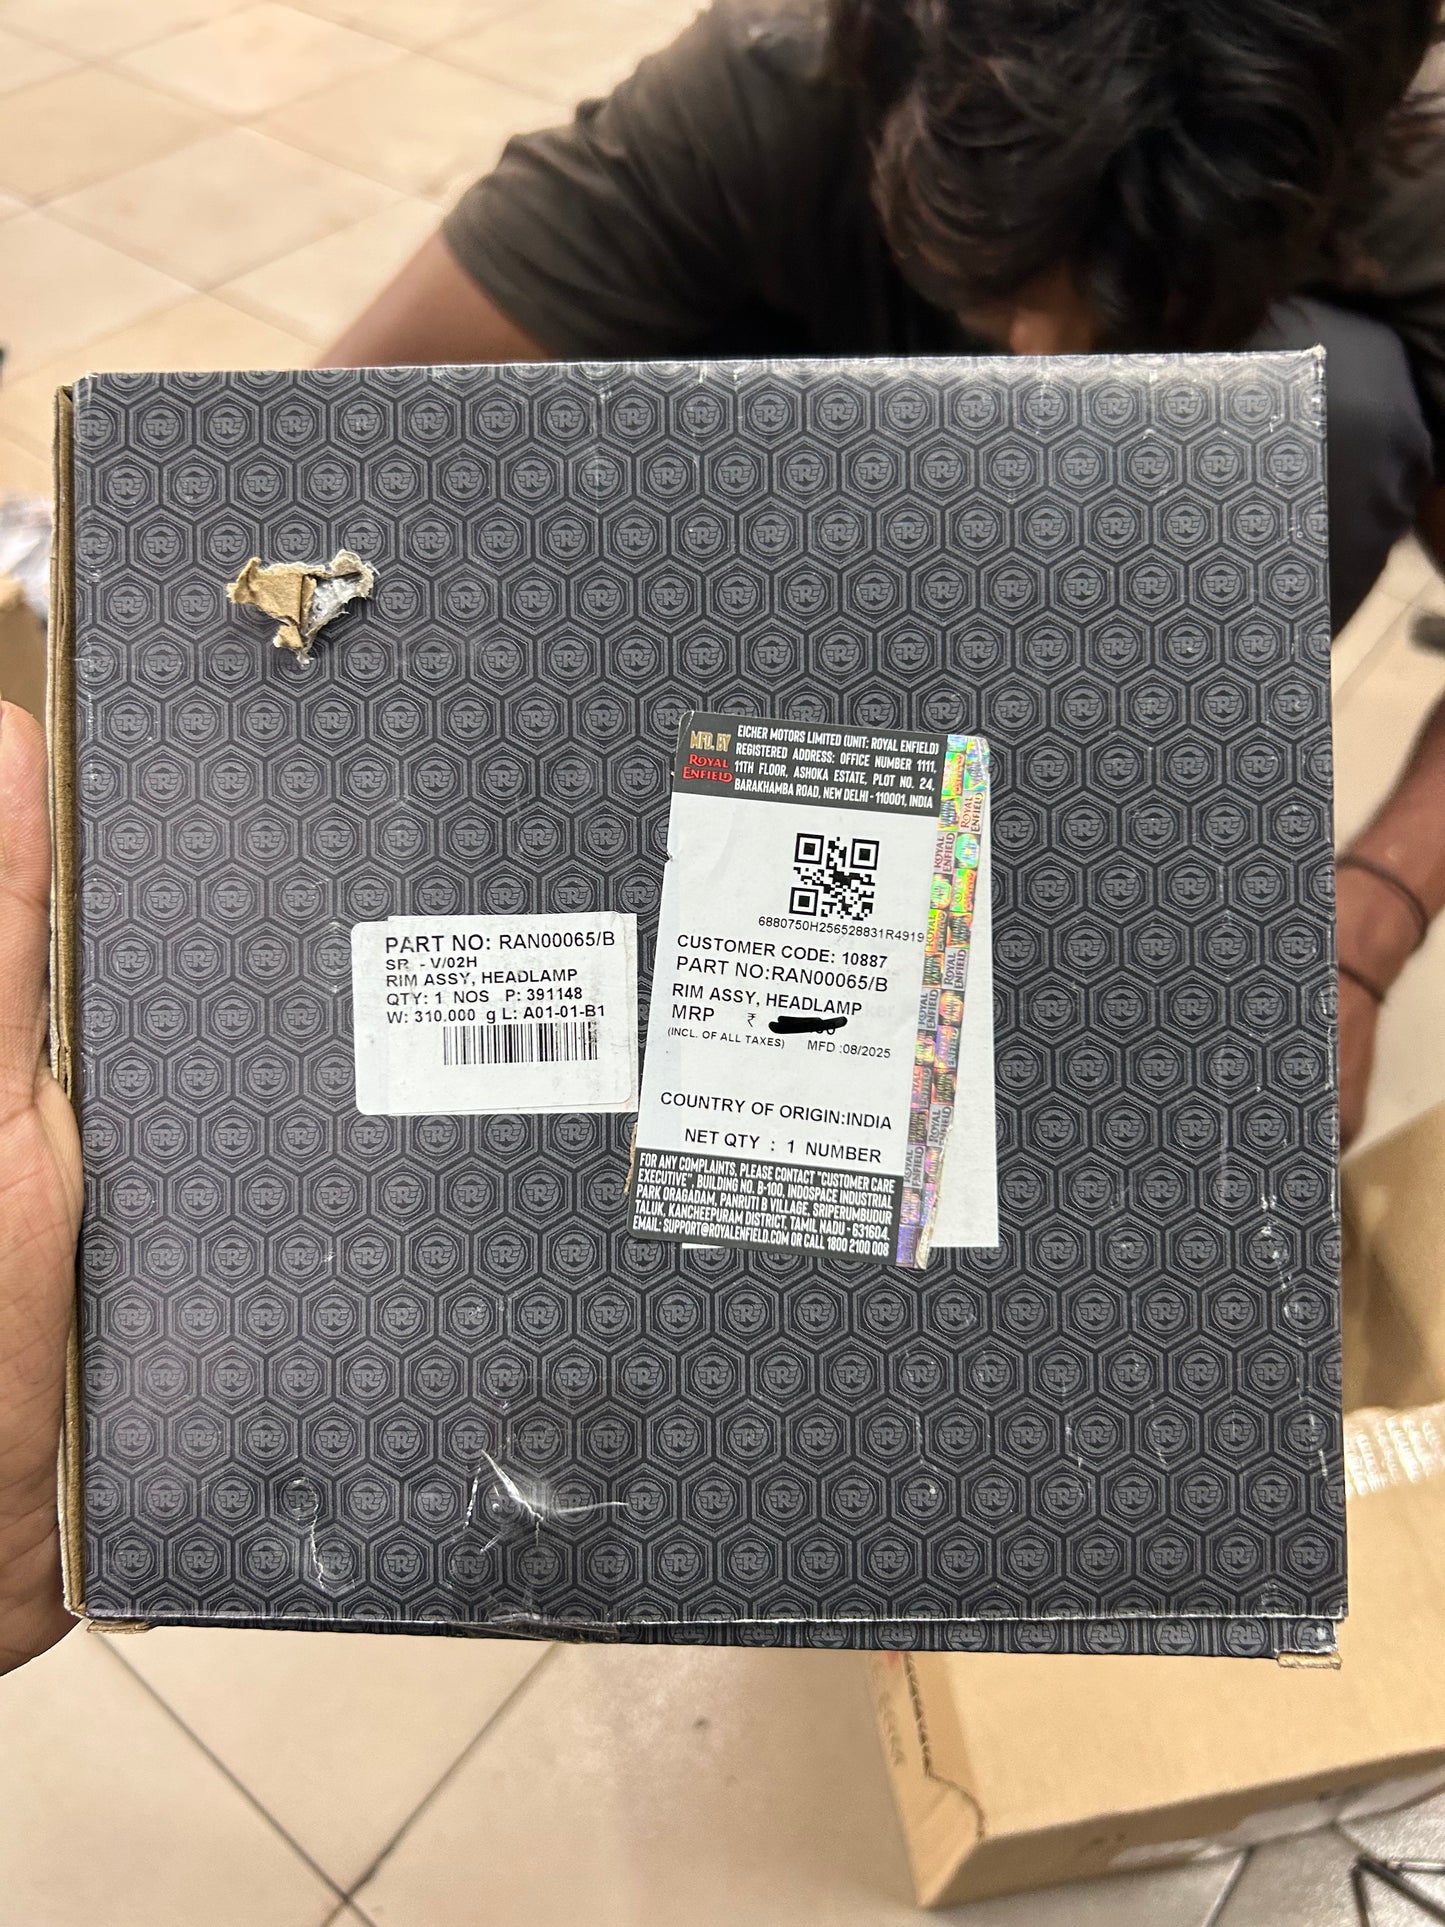 PART NO: RAN00065/B
SR - V/02H
RIM ASSY, HEADLAMP
QTY: 1 NOS P: 391148
W: 310.000 g L: A01-01-B1
MFD. BY
ROYAL
ENFIELD
EICHER MOTORS LIMITED (UNIT: ROYAL ENFIELD)
REGISTERED ADDRESS: OFFICE NUMBER 1111,
11TH FLOOR, ASHOKA ESTATE, PLOT NO. 24,
BARAKHAMBA ROAD, NEW DELHI - 110001, INDIA
6880750H256528831R4919
CUSTOMER CODE: 10887
PART NO:RAN00065/B
RIM ASSY, HEADLAMP
MRP ₹
(INCL. OF ALL TAXES) MFD :08/2025
COUNTRY OF ORIGIN:INDIA
NET QTY : 1 NUMBER
FOR ANY COMPLAINTS, PLEASE CONTACT "CUSTOMER CARE
EXECUTIVE", BUILDING NO. B-100, INDOSPACE INDUSTRIAL
PARK ORAGADAM, PANRUTI B VILLAGE, SRIPERUMBUDUR
TALUK, KANCHEEPURAM DISTRICT, TAMIL NADU - 631604.
EMAIL: SUPPORT@ROYALENFIELD.COM OR CALL 1800 2100 008
ROYAL
ENFIELD